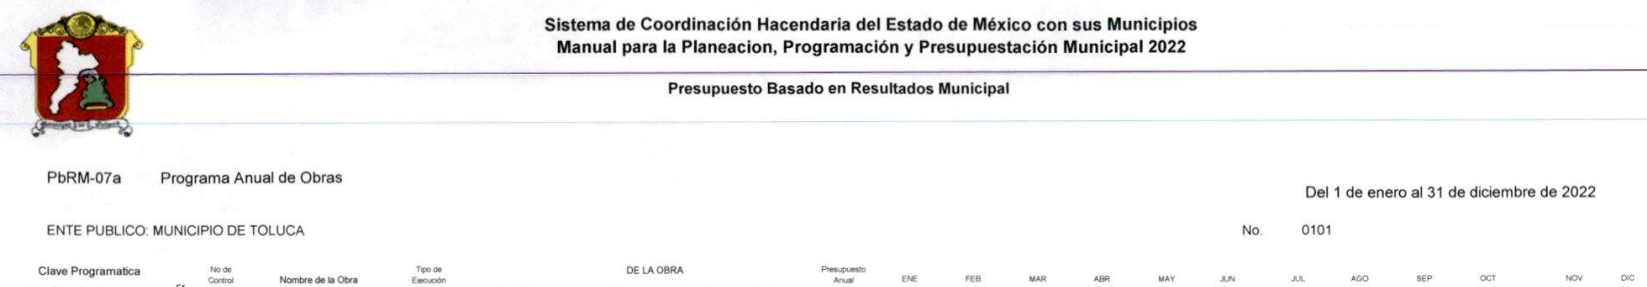 Sistema de Coordinación Hacendaria del Estado de México con sus Municipios
Manual para la Planeacion, Programación y Presupuestación Municipal 2022
Presupuesto Basado en Resultados Municipal
PbRM-07a Programa Anual de Obras
Del 1 de enero al 31 de diciembre de 2022
ENTE PUBLICO: MUNICIPIO DE TOLUCA No. 0101
Clave Programatica No de Control Nombre de la Obra Tipo de Ejecución DE LA OBRA Presupuesto Anual ENE FEB MAR ABR MAY JUN JUL AGO SEP OCT NOV DIC